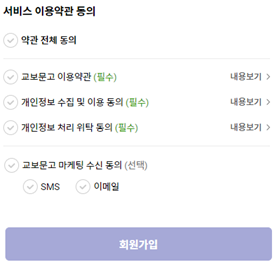 서비스 이용약관 동의
약관 전체 동의
교보문고 이용약관 (필수) 내용보기
개인정보 수집 및 이용 동의 (필수) 내용보기
개인정보 처리 위탁 동의 (필수) 내용보기
교보문고 마케팅 수신 동의 (선택)
SMS 이메일
회원가입